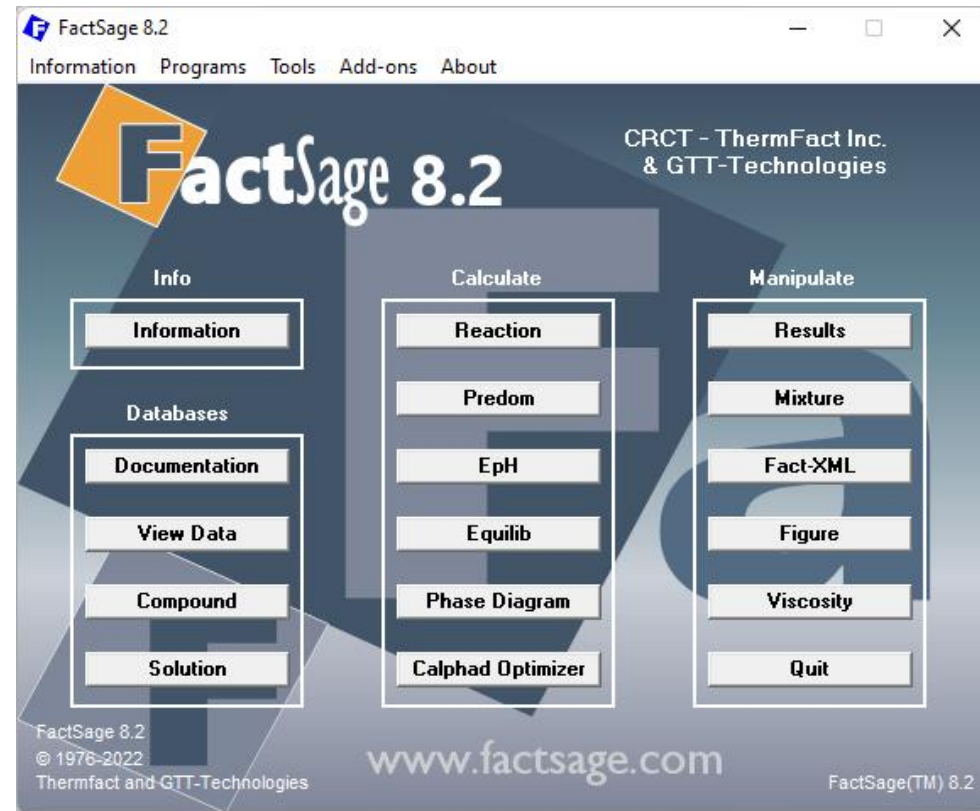 FactSage 8.2
Information Programs Tools Add-ons About
FactSage 8.2
CRCT - ThermFact Inc.
& GTT-Technologies
Info
Information
Databases
Documentation
View Data
Compound
Solution
Calculate
Reaction
Predom
EpH
Equilib
Phase Diagram
Calphad Optimizer
Manipulate
Results
Mixture
Fact-XML
Figure
Viscosity
Quit
FactSage 8.2
© 1976-2022
Thermfact and GTT-Technologies
www.factsage.com
FactSage(TM) 8.2